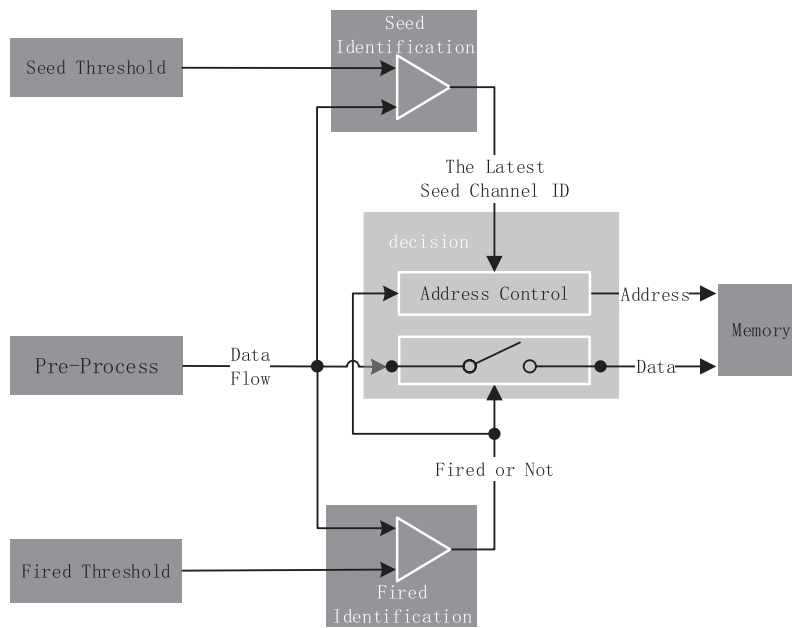 Seed
Identification
Seed Threshold
The Latest
Seed Channel ID
decision
Address Control
Address
Memory
Pre-Process
Data
Flow
Data
Fired or Not
Fired Threshold
Fired
Identification